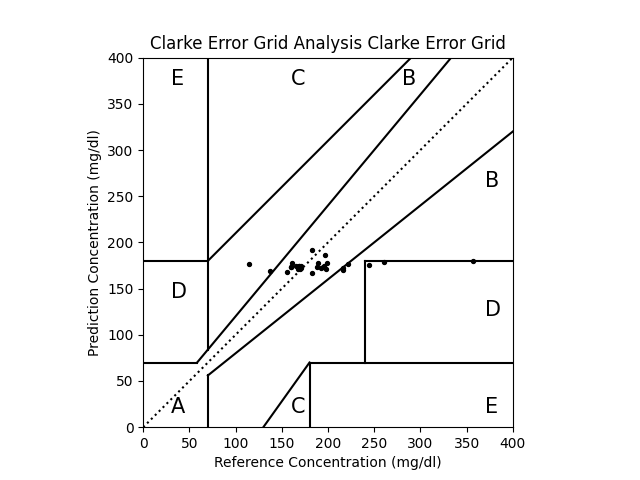 Clarke Error Grid Analysis Clarke Error Grid
400
350
300
250
200
150
100
50
0
Prediction Concentration (mg/dl)
E
C
B
B
D
D
A
C
E
0 50 100 150 200 250 300 350 400
Reference Concentration (mg/dl)